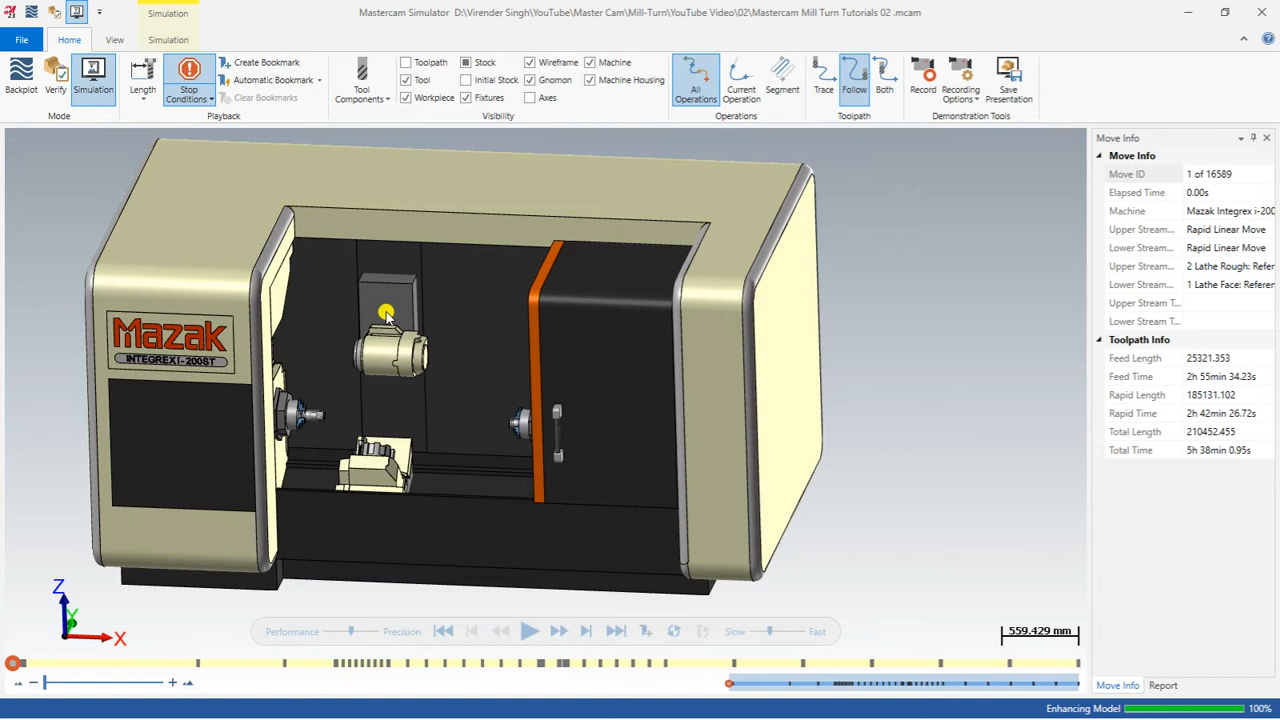 Simulation
Mastercam Simulator D:\Virender Singh\YouTube\Master Cam\Mill-Turn\YouTube Video\02\Mastercam Mill Turn Tutorials 02 .mcam
File
Home
View
Simulation
Backplot
Verify
Simulation
Mode
Length
Stop Conditions
Create Bookmark
Automatic Bookmark
Clear Bookmarks
Playback
Tool Components
Toolpath
Tool
Workpiece
Stock
Initial Stock
Fixtures
Wireframe
Gnomon
Axes
Machine
Machine Housing
Visibility
All Operations
Current Operation
Segment
Operations
Trace
Follow
Both
Toolpath
Record
Recording Options
Save Presentation
Demonstration Tools
Mazak
INTEGREX I-200ST
Z
Y
X
Performance
Precision
Slow
Fast
559.429 mm
Move Info
Move Info
Move ID 1 of 16589
Elapsed Time 0.00s
Machine Mazak Integrex i-200
Upper Stream... Rapid Linear Move
Lower Stream... Rapid Linear Move
Upper Stream... 2 Lathe Rough: Refer
Lower Stream... 1 Lathe Face: Referer
Upper Stream T...
Lower Stream T...
Toolpath Info
Feed Length 25321.353
Feed Time 2h 55min 34.23s
Rapid Length 185131.102
Rapid Time 2h 42min 26.72s
Total Length 210452.455
Total Time 5h 38min 0.95s
Move Info
Report
Enhancing Model 100%